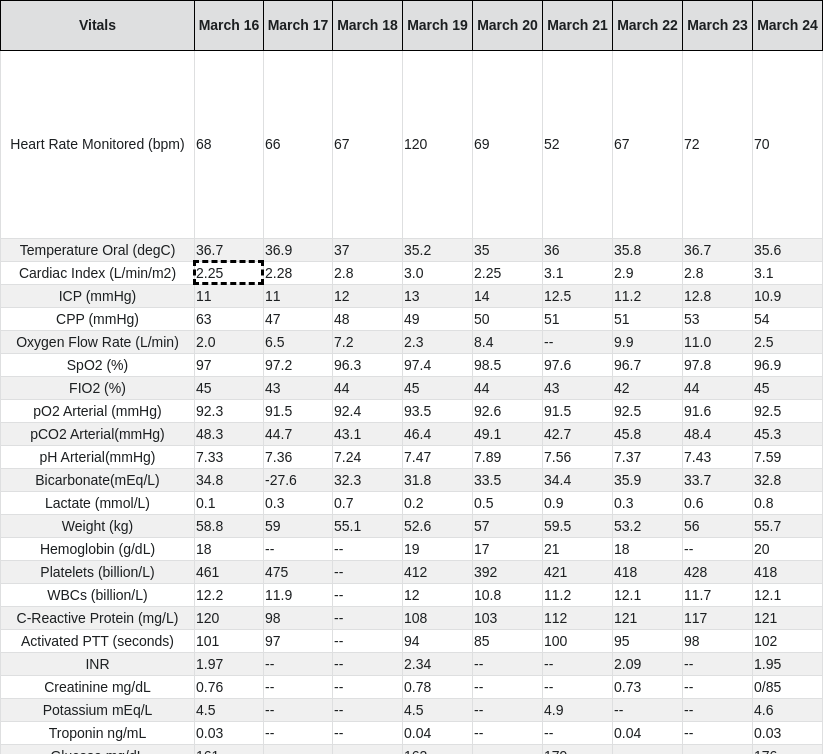 Vitals March 16 March 17 March 18 March 19 March 20 March 21 March 22 March 23 March 24
Heart Rate Monitored (bpm) 68 66 67 120 69 52 67 72 70
Temperature Oral (degC) 36.7 36.9 37 35.2 35 36 35.8 36.7 35.6
Cardiac Index (L/min/m2) 2.25 2.28 2.8 3.0 2.25 3.1 2.9 2.8 3.1
ICP (mmHg) 11 11 12 13 14 12.5 11.2 12.8 10.9
CPP (mmHg) 63 47 48 49 50 51 51 53 54
Oxygen Flow Rate (L/min) 2.0 6.5 7.2 2.3 8.4 -- 9.9 11.0 2.5
SpO2 (%) 97 97.2 96.3 97.4 98.5 97.6 96.7 97.8 96.9
FIO2 (%) 45 43 44 45 44 43 42 44 45
pO2 Arterial (mmHg) 92.3 91.5 92.4 93.5 92.6 91.5 92.5 91.6 92.5
pCO2 Arterial(mmHg) 48.3 44.7 43.1 46.4 49.1 42.7 45.8 48.4 45.3
pH Arterial(mmHg) 7.33 7.36 7.24 7.47 7.89 7.56 7.37 7.43 7.59
Bicarbonate(mEq/L) 34.8 -27.6 32.3 31.8 33.5 34.4 35.9 33.7 32.8
Lactate (mmol/L) 0.1 0.3 0.7 0.2 0.5 0.9 0.3 0.6 0.8
Weight (kg) 58.8 59 55.1 52.6 57 59.5 53.2 56 55.7
Hemoglobin (g/dL) 18 -- -- 19 17 21 18 -- 20
Platelets (billion/L) 461 475 -- 412 392 421 418 428 418
WBCs (billion/L) 12.2 11.9 -- 12 10.8 11.2 12.1 11.7 12.1
C-Reactive Protein (mg/L) 120 98 -- 108 103 112 121 117 121
Activated PTT (seconds) 101 97 -- 94 85 100 95 98 102
INR 1.97 -- -- 2.34 -- -- 2.09 -- 1.95
Creatinine mg/dL 0.76 -- -- 0.78 -- -- 0.73 -- 0/85
Potassium mEq/L 4.5 -- -- 4.5 -- 4.9 -- -- 4.6
Troponin ng/mL 0.03 -- -- 0.04 -- -- 0.04 -- 0.03